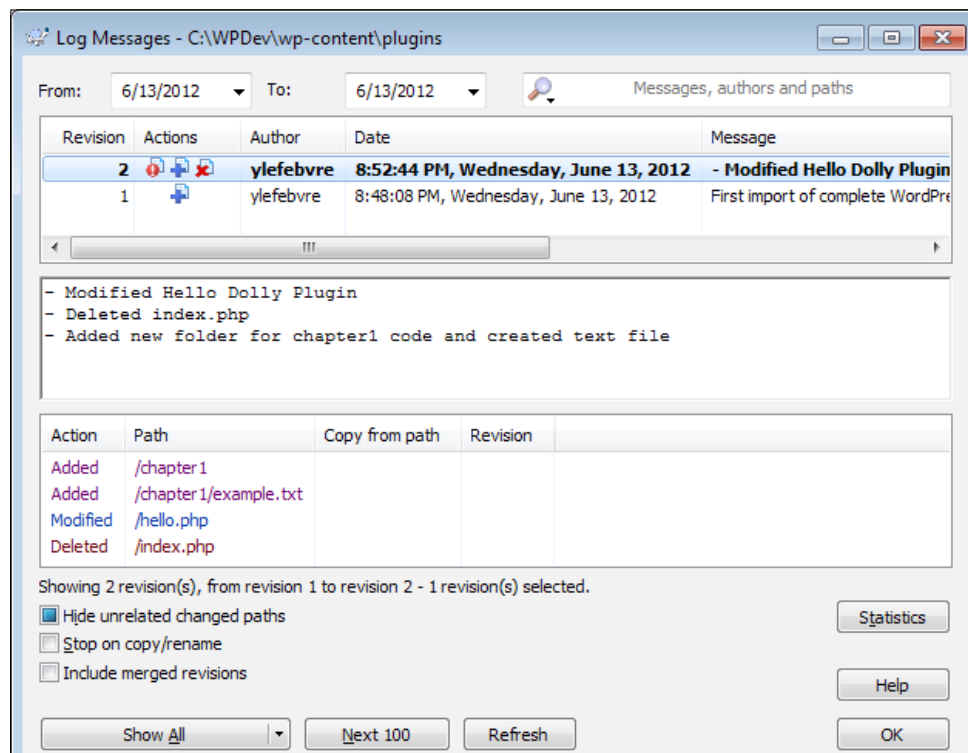 Log Messages - C:\WPDev\wp-content\plugins
From: 6/13/2012 To: 6/13/2012 Messages, authors and paths
Revision Actions Author Date Message
2 ylefebvre 8:52:44 PM, Wednesday, June 13, 2012 - Modified Hello Dolly Plugin
1 ylefebvre 8:48:08 PM, Wednesday, June 13, 2012 First import of complete WordPre
- Modified Hello Dolly Plugin
- Deleted index.php
- Added new folder for chapter1 code and created text file
Action Path Copy from path Revision
Added /chapter1
Added /chapter1/example.txt
Modified /hello.php
Deleted /index.php
Showing 2 revision(s), from revision 1 to revision 2 - 1 revision(s) selected.
Hide unrelated changed paths
Statistics
Stop on copy/rename
Include merged revisions
Help
Show All Next 100 Refresh OK